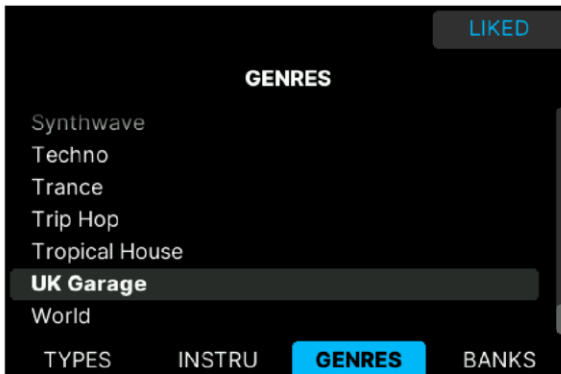 LIKED
GENRES
Synthwave
Techno
Trance
Trip Hop
Tropical House
UK Garage
World
TYPES INSTRU GENRES BANKS